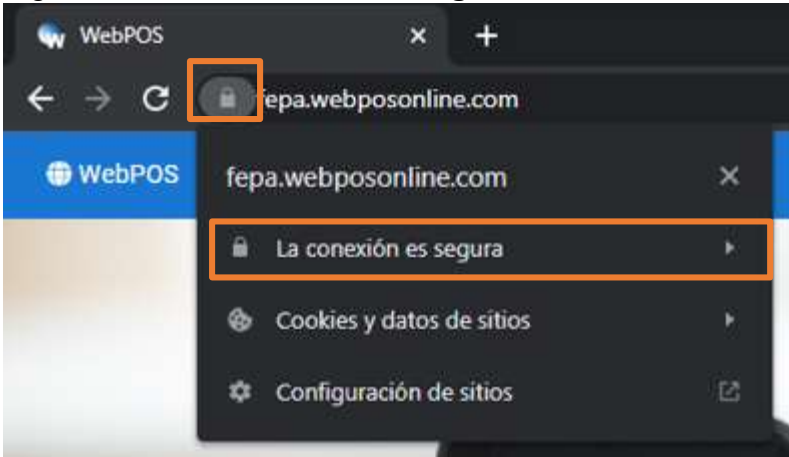 WebPOS
fepa.webposonline.com
WebPOS
fepa.webposonline.com
La conexión es segura
Cookies y datos de sitios
Configuración de sitios